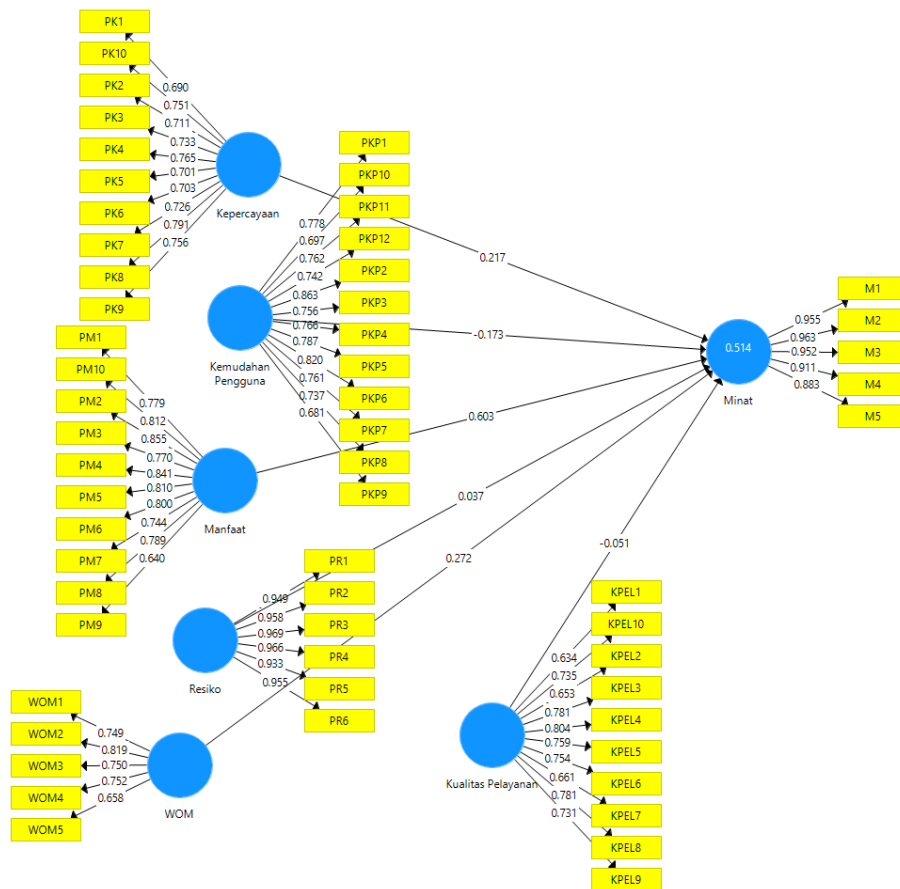 PK1
PK10
PK2
PK3
PK4
PK5
PK6
PK7
PK8
PK9
0.690
0.751
0.711
0.733
0.765
0.701
0.703
0.726
0.791
0.756
Kepercayaan
PKP1
PKP10
PKP11
PKP12
PKP2
PKP3
PKP4
PKP5
PKP6
PKP7
PKP8
PKP9
0.778
0.697
0.762
0.742
0.863
0.756
0.766
0.787
0.820
0.761
0.737
0.681
Kemudahan
Pengguna
PM1
PM10
PM2
PM3
PM4
PM5
PM6
PM7
PM8
PM9
0.779
0.812
0.855
0.770
0.841
0.810
0.800
0.744
0.789
0.640
Manfaat
0.217
-0.173
0.603
0.037
0.272
-0.051
0.514
Minat
0.955
0.963
0.952
0.911
0.883
M1
M2
M3
M4
M5
PR1
PR2
PR3
PR4
PR5
PR6
0.949
0.958
0.969
0.966
0.933
0.955
Resiko
WOM1
WOM2
WOM3
WOM4
WOM5
0.749
0.819
0.750
0.752
0.658
WOM
KPEL1
KPEL10
KPEL2
KPEL3
KPEL4
KPEL5
KPEL6
KPEL7
KPEL8
KPEL9
0.634
0.735
0.653
0.781
0.804
0.759
0.754
0.661
0.781
0.731
Kualitas Pelayanan